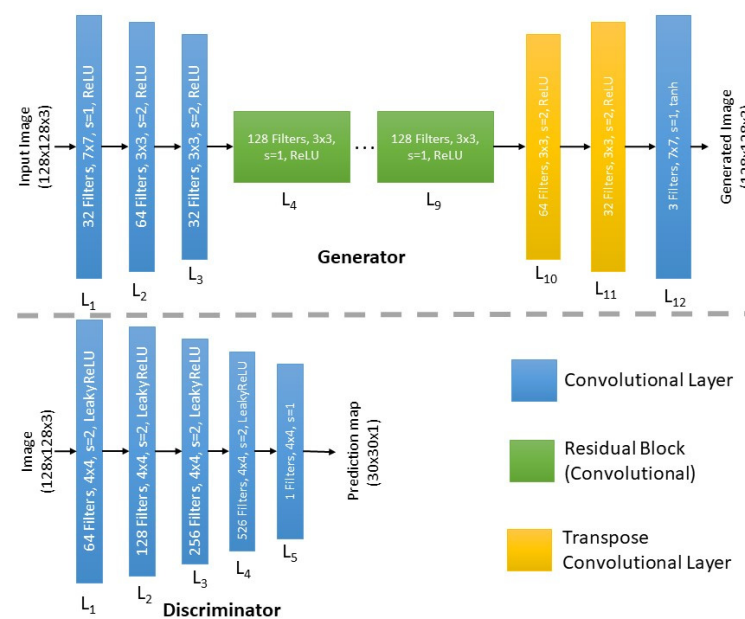 Input Image
(128x128x3)
32 Filters, 7x7, s=1, ReLU
L1
64 Filters, 3x3, s=2, ReLU
L2
32 Filters, 3x3, s=2, ReLU
L3
128 Filters, 3x3,
s=1, ReLU
L4
...
128 Filters, 3x3,
s=1, ReLU
L9
64 Filters, 3x3, s=2, ReLU
L10
32 Filters, 3x3, s=2, ReLU
L11
3 Filters, 7x7, s=1, tanh
L12
Generated Image
Generator
Image
(128x128x3)
64 Filters, 4x4, s=2, LeakyReLU
L1
128 Filters, 4x4, s=2, LeakyReLU
L2
256 Filters, 4x4, s=2, LeakyReLU
L3
526 Filters, 4x4, s=2, LeakyReLU
L4
1 Filters, 4x4, s=1
L5
Prediction map
(30x30x1)
Discriminator
Convolutional Layer
Residual Block
(Convolutional)
Transpose
Convolutional Layer